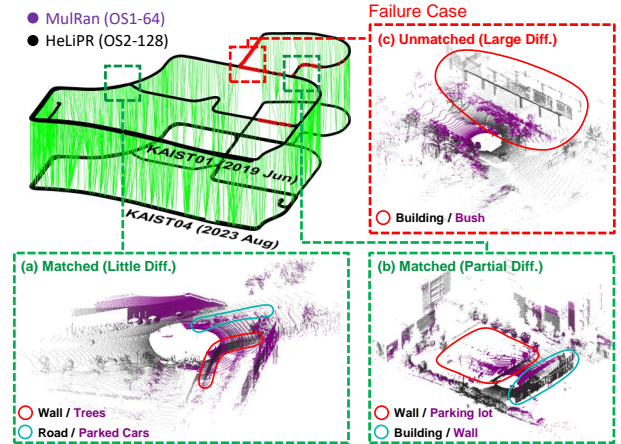 MulRan (OS1-64)
HeLiPR (OS2-128)
Failure Case
(c) Unmatched (Large Diff.)
KAIST01 (2019 Jun)
KAIST04 (2023 Aug)
Building / Bush
(a) Matched (Little Diff.)
Wall / Trees
Road / Parked Cars
(b) Matched (Partial Diff.)
Wall / Parking lot
Building / Wall